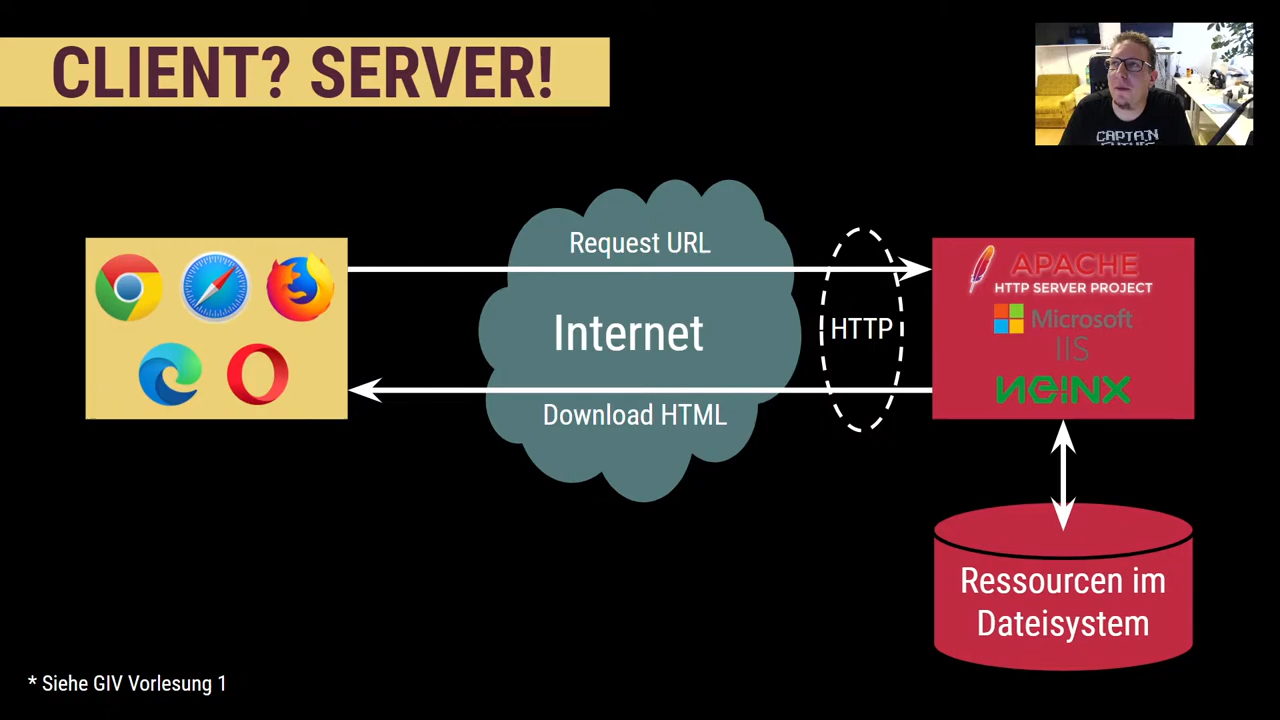 CLIENT? SERVER!
CAPTAIN
Request URL
Internet
HTTP
Download HTML
APACHE
HTTP SERVER PROJECT
Microsoft
IIS
NGINX
Ressourcen im
Dateisystem
* Siehe GIV Vorlesung 1